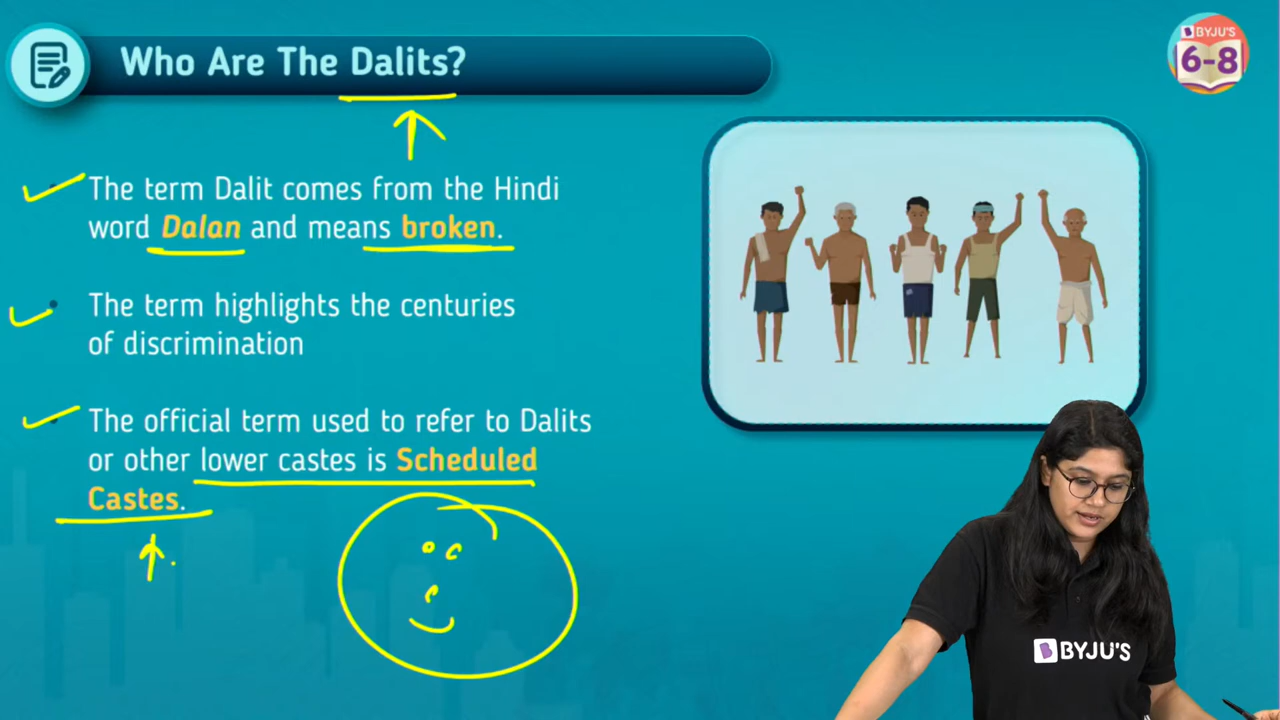 Who Are The Dalits?
BYJU'S
6-8
The term Dalit comes from the Hindi
word Dalan and means broken.
The term highlights the centuries
of discrimination
The official term used to refer to Dalits
or other lower castes is Scheduled
Castes.
BYJU'S